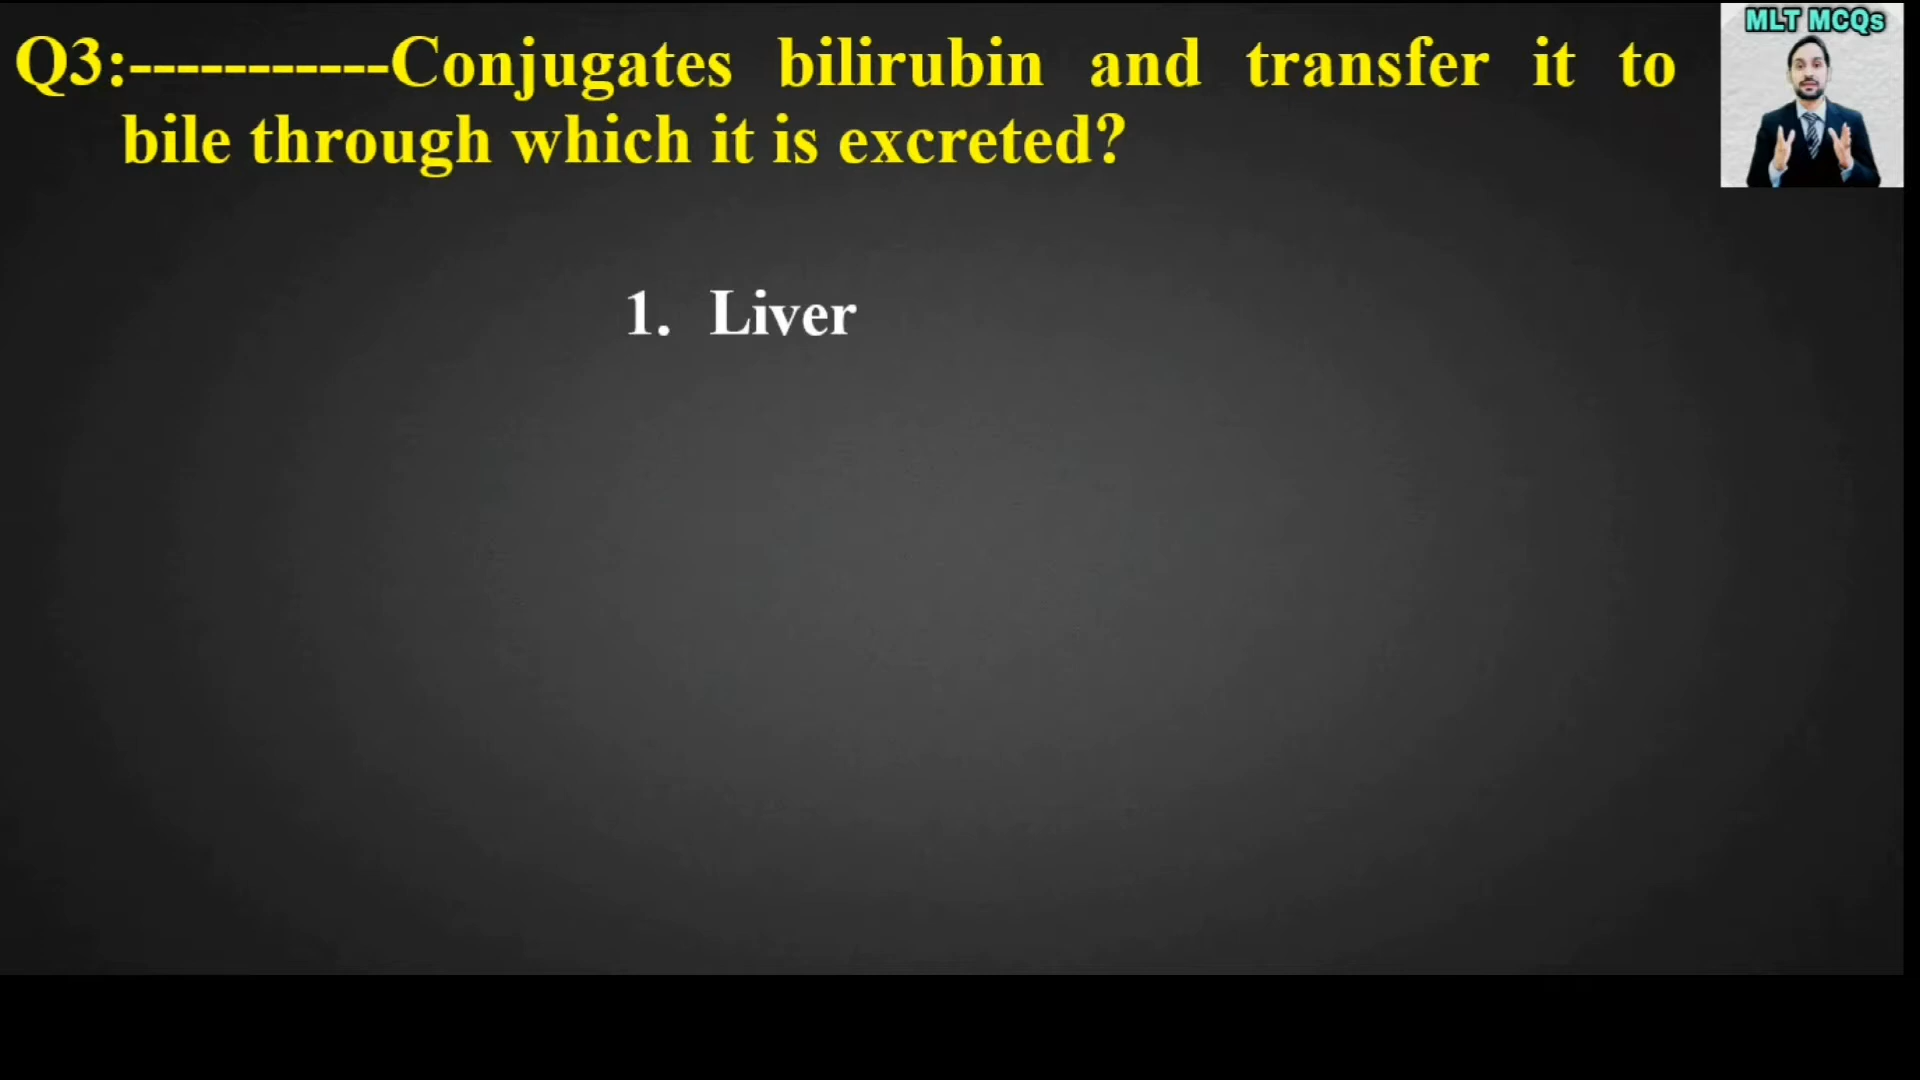 MLT MCQs
Q3:-----------Conjugates bilirubin and transfer it to
bile through which it is excreted?
1. Liver